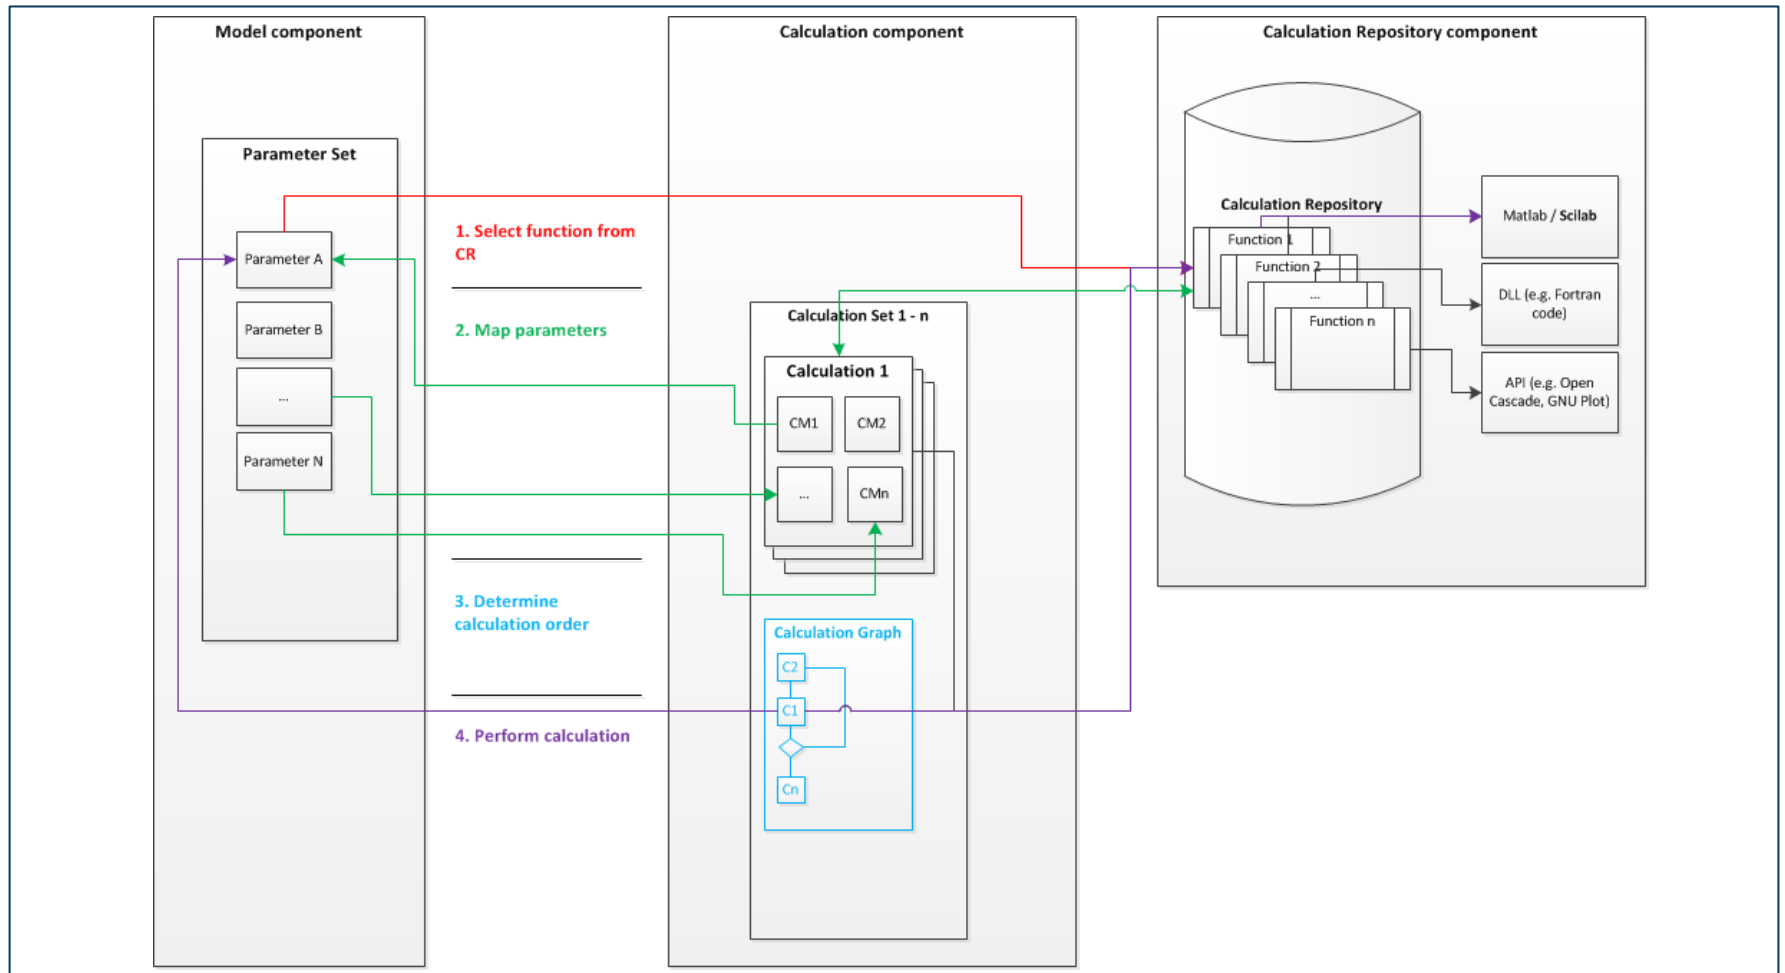 Model component
Parameter Set
Parameter A
Parameter B
...
Parameter N
1. Select function from
CR
2. Map parameters
3. Determine
calculation order
4. Perform calculation
Calculation component
Calculation Set 1 - n
Calculation 1
CM1
CM2
...
CMn
Calculation Graph
C2
C1
Cn
Calculation Repository component
Calculation Repository
Function 1
Function 2
...
Function n
Matlab / Scilab
DLL (e.g. Fortran
code)
API (e.g. Open
Cascade, GNU Plot)